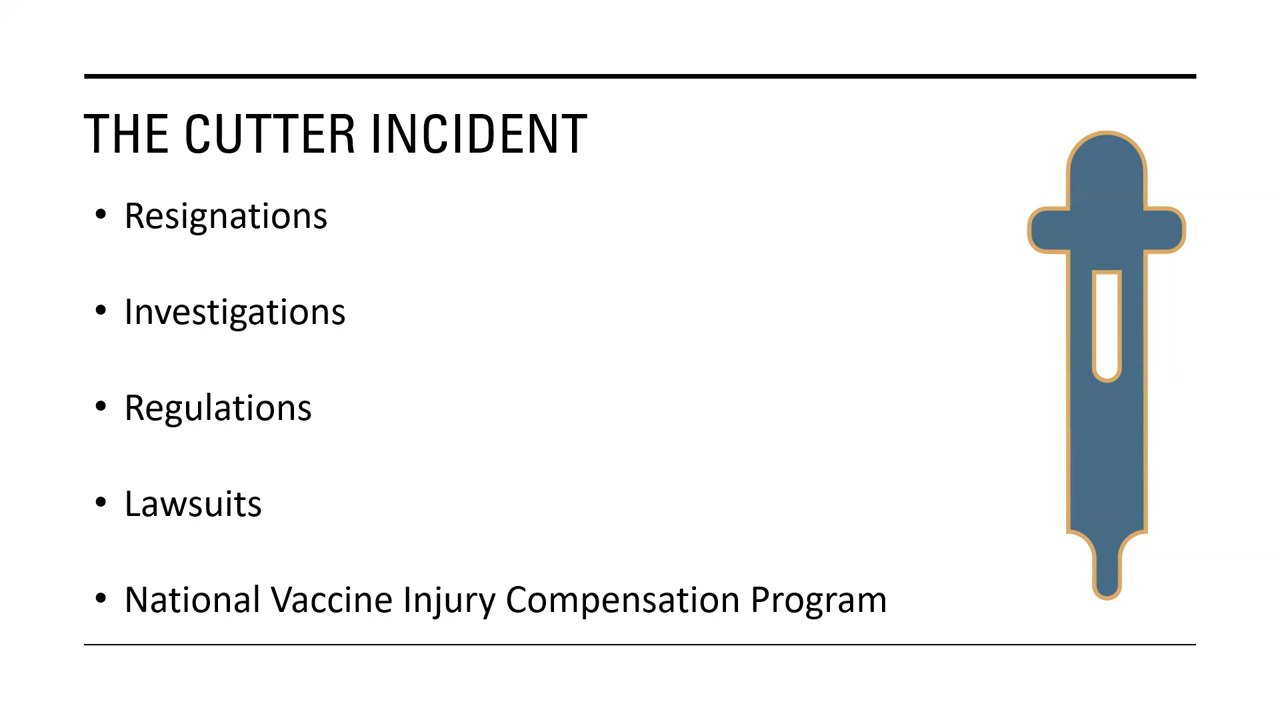 THE CUTTER INCIDENT
• Resignations
• Investigations
• Regulations
• Lawsuits
• National Vaccine Injury Compensation Program